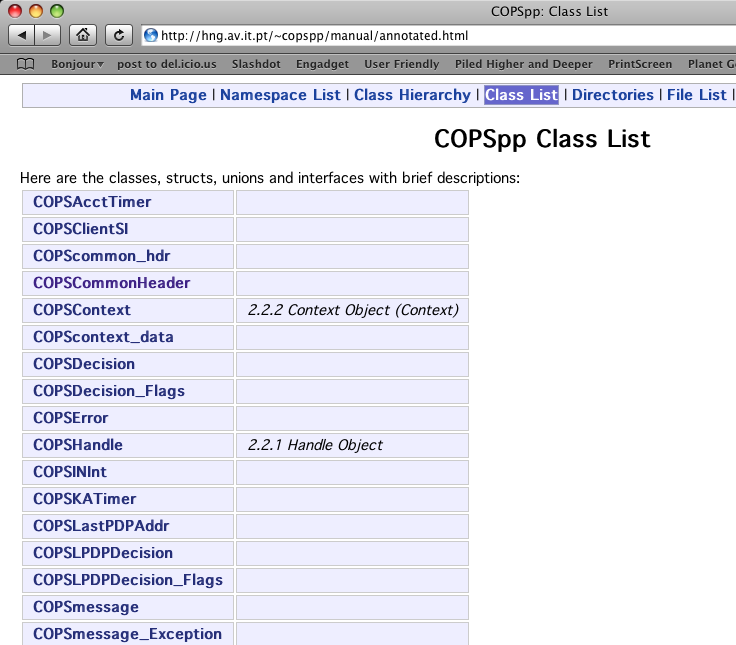 COPSpp: Class List
http://hng.av.it.pt/~copspp/manual/annotated.html
Bonjour▾ post to del.icio.us Slashdot Engadget User Friendly Piled Higher and Deeper PrintScreen Planet G
Main Page | Namespace List | Class Hierarchy | Class List | Directories | File List |
COPSpp Class List
Here are the classes, structs, unions and interfaces with brief descriptions:
COPSAcctTimer
COPSClientSI
COPScommon_hdr
COPSCommonHeader
COPSContext 2.2.2 Context Object (Context)
COPScontext_data
COPSDecision
COPSDecision_Flags
COPSError
COPSHandle 2.2.1 Handle Object
COPSINInt
COPSKATimer
COPSLastPDPAddr
COPSLPDPDecision
COPSLPDPDecision_Flags
COPSmessage
COPSmessage_Exception